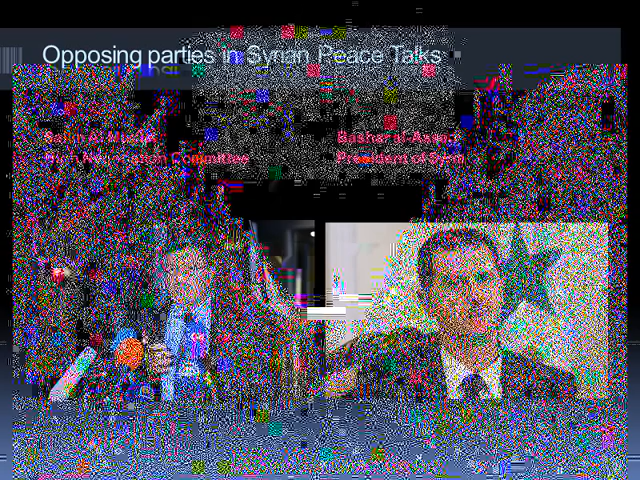 Opposing parties in Syrian Peace Talks
Salim Al-Muslat
High Negotiation Committee
Bashar al-Assad
President of Syria